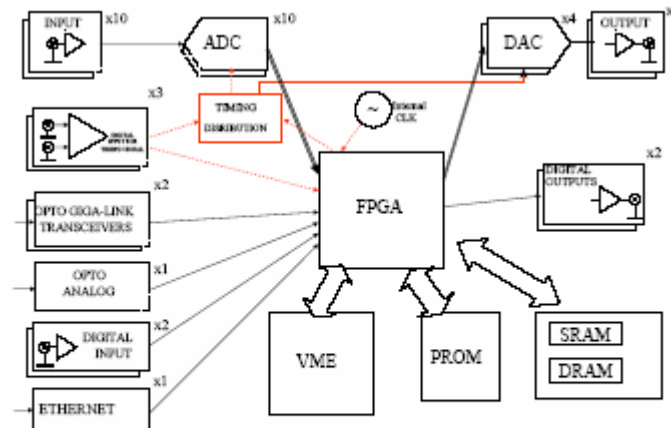 INPUT
x10
ADC
x10
DAC
x4
OUTPUT
x3
TIMING
DISRIBUTION
~
Internal
CLK
x2
OPTO GIGA-LINK
TRANSCEIVERS
FPGA
DIGITAL
OUTPUTS
x2
x1
OPTO
ANALOG
x2
DIGITAL
INPUT
x1
ETHERNET
VME
PROM
SRAM
DRAM